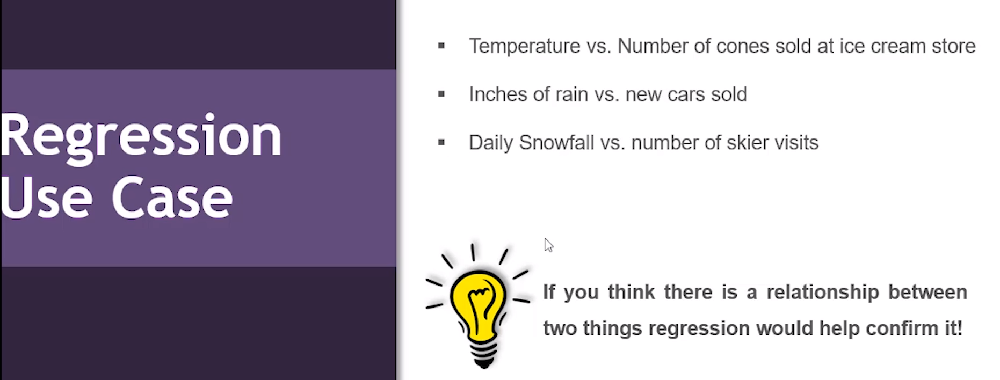 Regression
Use Case
▪ Temperature vs. Number of cones sold at ice cream store
▪ Inches of rain vs. new cars sold
▪ Daily Snowfall vs. number of skier visits
If you think there is a relationship between
two things regression would help confirm it!